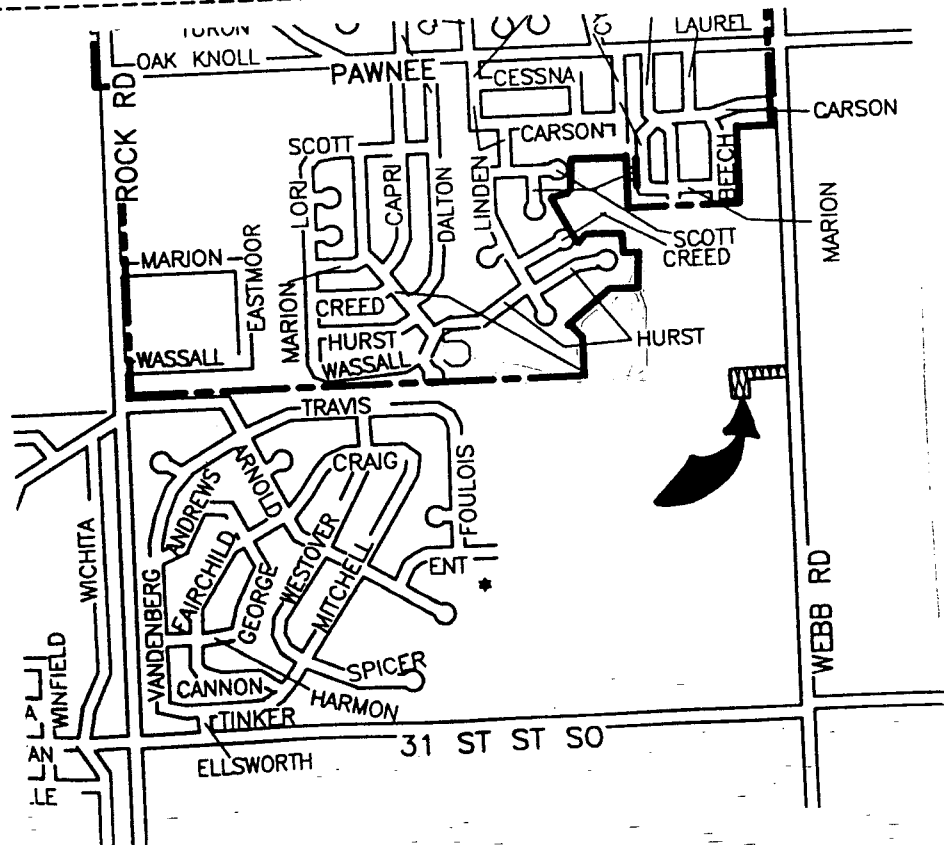 LAUREL
OAK KNOLL
PAWNEE
CESSNA
CARSON
CARSON
ROCK RD
SCOTT
LORI
CAPRI
DALTON
LINDEN
BEECH
MARION
MARION
EASTMOOR
SCOTT
CREED
MARION
CREED
HURST
HURST
WASSALL
WASSALL
TRAVIS
ARNOLD
CRAIG
FOULOIS
ANDREWS
WICHITA
FAIRCHILD
GEORGE
WESTOVER
MITCHELL
ENT
*
VANDENBERG
WEBB RD
WINFIELD
SPICER
CANNON
HARMON
TINKER
31 ST ST SO
ELLSWORTH
A
AN
LE